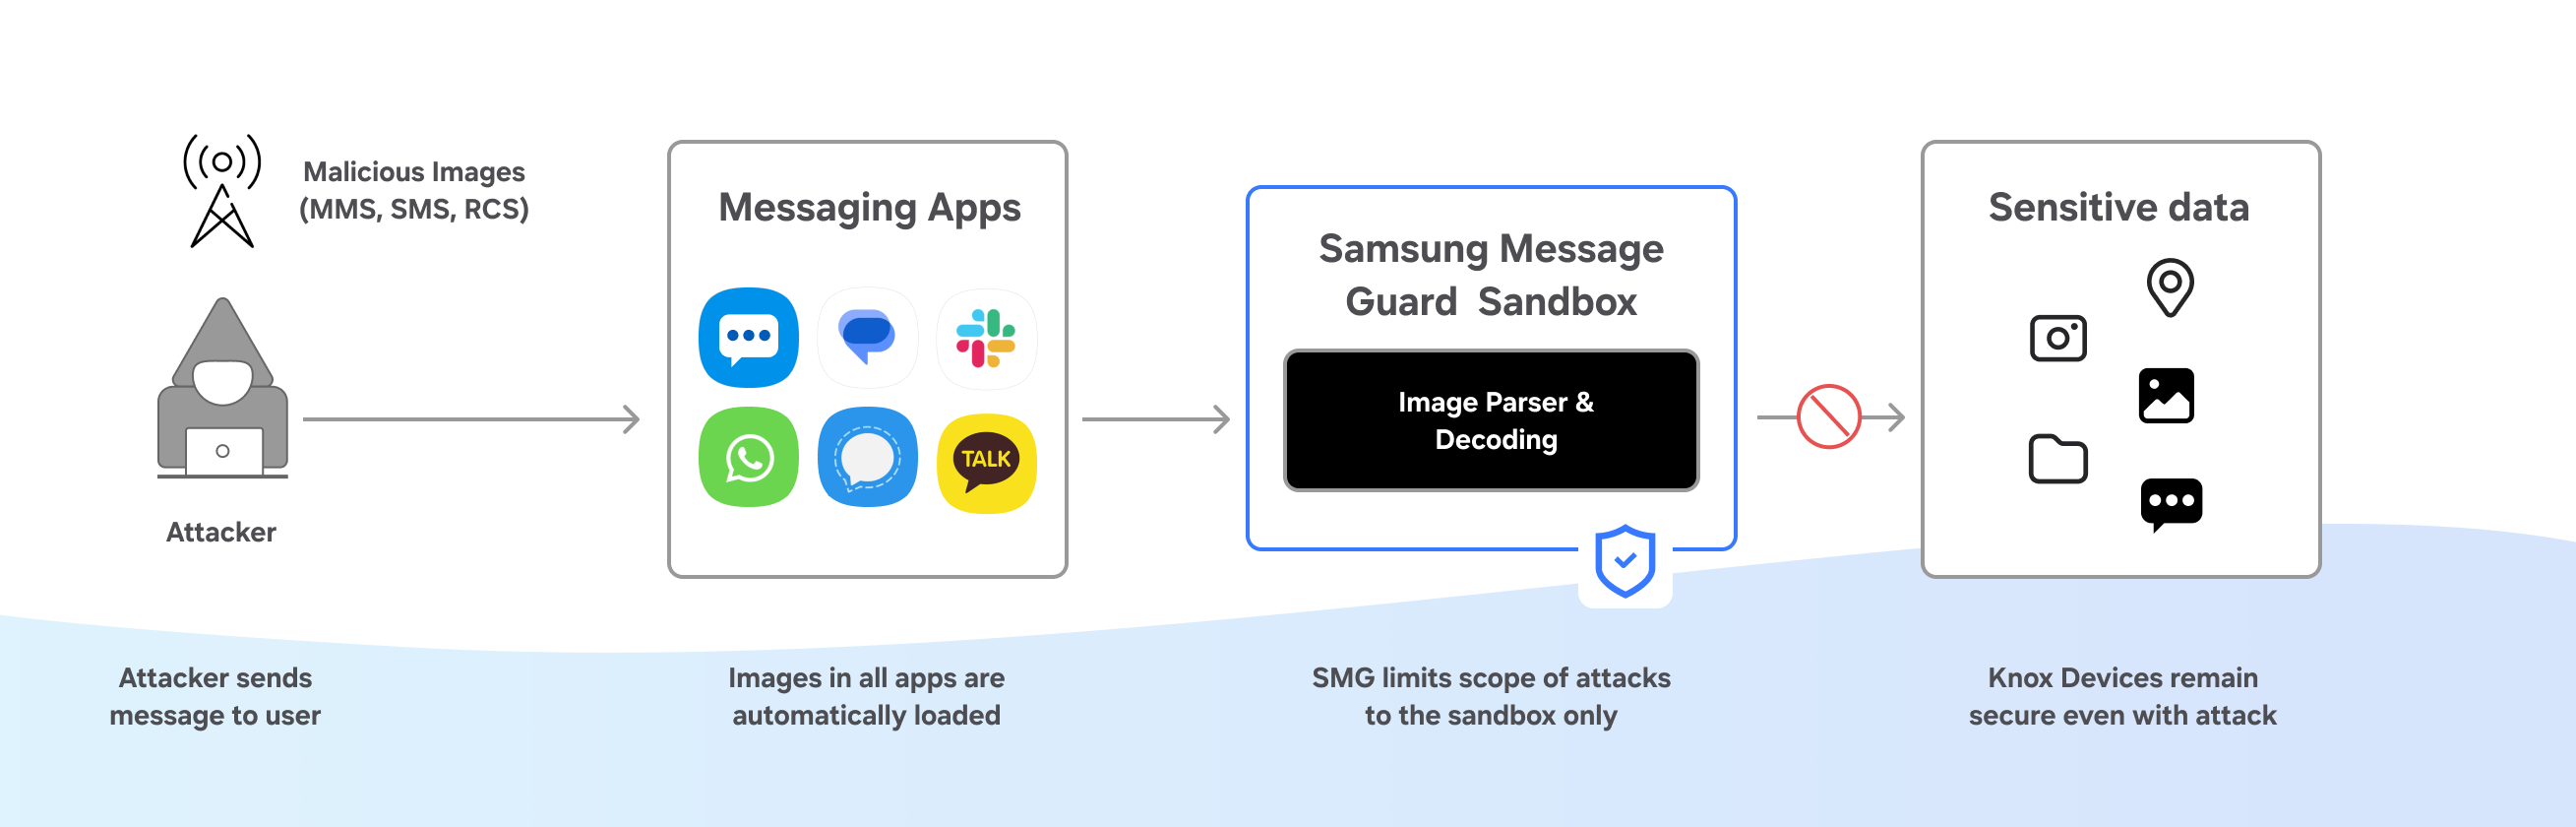 Malicious Images
(MMS, SMS, RCS)
Attacker
Attacker sends
message to user
Messaging Apps
TALK
Images in all apps are
automatically loaded
Samsung Message
Guard Sandbox
Image Parser &
Decoding
SMG limits scope of attacks
to the sandbox only
Sensitive data
Knox Devices remain
secure even with attack